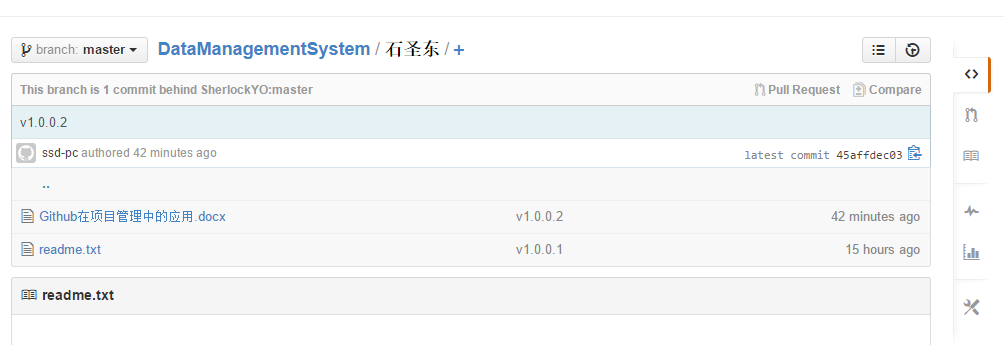 branch: master DataManagementSystem / 石圣东 / +
This branch is 1 commit behind SherlockYO:master Pull Request Compare
v1.0.0.2
ssd-pc authored 42 minutes ago latest commit 45affdec03
..
Github在项目管理中的应用.docx v1.0.0.2 42 minutes ago
readme.txt v1.0.0.1 15 hours ago
readme.txt